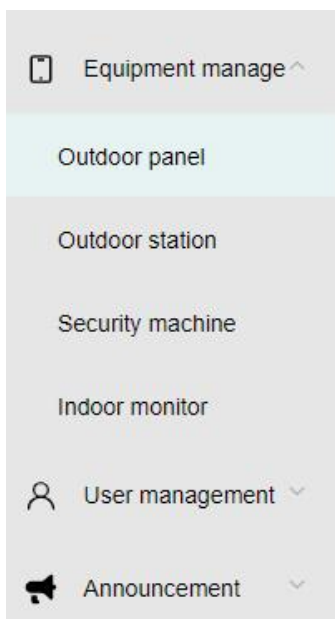 Equipment manage
Outdoor panel
Outdoor station
Security machine
Indoor monitor
User management
Announcement